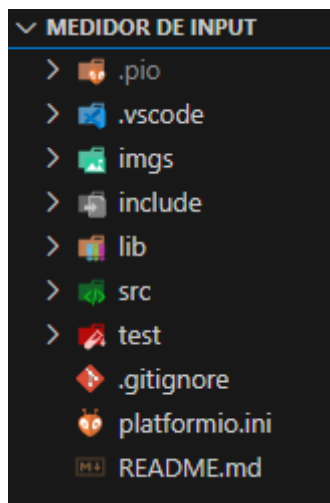 MEDIDOR DE INPUT
.pio
.vscode
imgs
include
lib
src
test
.gitignore
platformio.ini
README.md